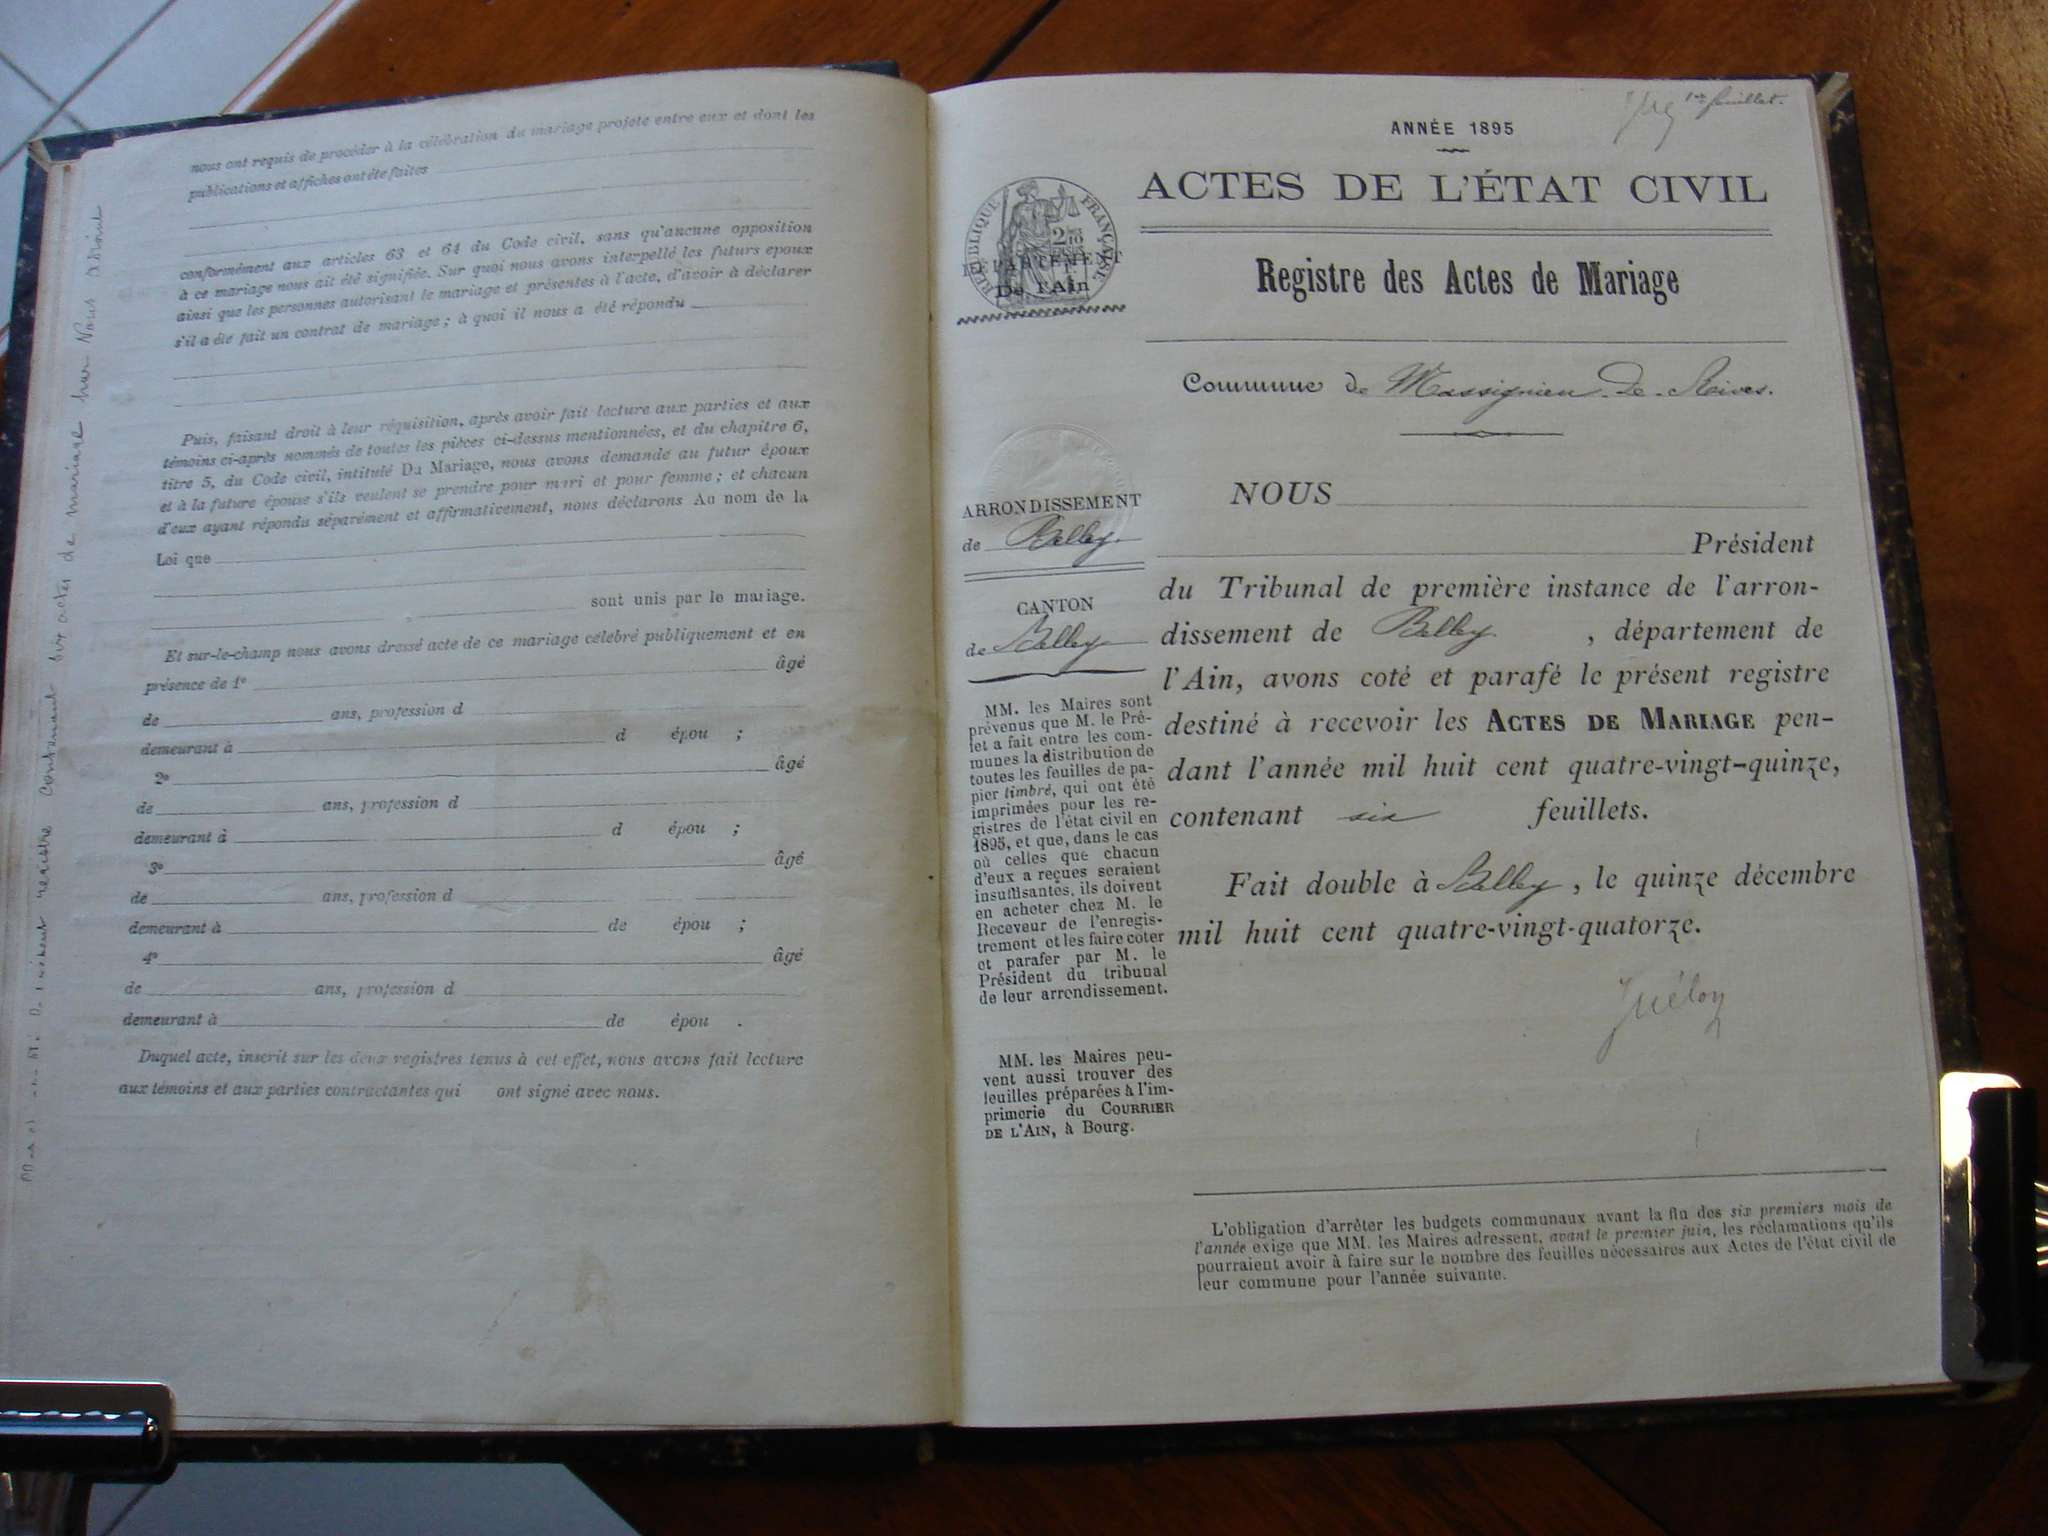 nous ont requis de procéder à la célébration du mariage projeté entre eux et dont les
publications et affiches ont été faites
conformément aux articles 63 et 64 du Code civil, sans qu'aucune opposition
à ce mariage nous ait été signifiée. Sur quoi nous avons interpellé les futurs époux
ainsi que les personnes autorisant le mariage et présentes à l'acte, d'avoir à déclarer
s'il a été fait un contrat de mariage ; à quoi il nous a été répondu
Puis, faisant droit à leur réquisition, après avoir fait lecture aux parties et aux
témoins ci-après nommés de toutes les pièces ci-dessus mentionnées, et du chapitre 6,
titre 5, du Code civil, intitulé Du Mariage, nous avons demandé au futur époux
et à la future épouse s'ils veulent se prendre pour mari et pour femme ; et chacun
d'eux ayant répondu séparément et affirmativement, nous déclarons Au nom de la
Loi que
sont unis par le mariage.
Et sur-le-champ nous avons dressé acte de ce mariage célébré publiquement et en
présence de 1º âgé
de ans, profession d
demeurant à d épou ;
2º âgé
de ans, profession d
demeurant à d épou ;
3º âgé
de ans, profession d
demeurant à de épou ;
4º âgé
de ans, profession d
demeurant à de épou .
Duquel acte, inscrit sur les deux registres tenus à cet effet, nous avons fait lecture
aux témoins et aux parties contractantes qui ont signé avec nous.
registre contenant six actes de mariage par Nous
1er feuillet.
ANNÉE 1895
ACTES DE L'ÉTAT CIVIL
RÉPUBLIQUE FRANÇAISE
DÉPARTEMENT
De l'Ain
Registre des Actes de Mariage
Commune de Massignieu-de-Rives.
ARRONDISSEMENT
de Belley.
CANTON
de Belley
MM. les Maires sont
prévenus que M. le Pré-
fet a fait entre les com-
munes la distribution de
toutes les feuilles de pa-
pier timbré, qui ont été
imprimées pour les re-
gistres de l'état civil en
1895, et que, dans le cas
où celles que chacun
d'eux a reçues seraient
insuffisantes, ils doivent
en acheter chez M. le
Receveur de l'enregis-
trement et les faire coter
et parafer par M. le
Président du tribunal
de leur arrondissement.
MM. les Maires peu-
vent aussi trouver des
feuilles préparées à l'im-
primerie du COURRIER
DE L'AIN, à Bourg.
NOUS
Président
du Tribunal de première instance de l'arron-
dissement de Belley , département de
l'Ain, avons coté et parafé le présent registre
destiné à recevoir les ACTES DE MARIAGE pen-
dant l'année mil huit cent quatre-vingt-quinze,
contenant six feuillets.
Fait double à Belley, le quinze décembre
mil huit cent quatre-vingt-quatorze.
L'obligation d'arrêter les budgets communaux avant la fin des six premiers mois de
l'année exige que MM. les Maires adressent, avant le premier juin, les réclamations qu'ils
pourraient avoir à faire sur le nombre des feuilles nécessaires aux Actes de l'état civil de
leur commune pour l'année suivante.